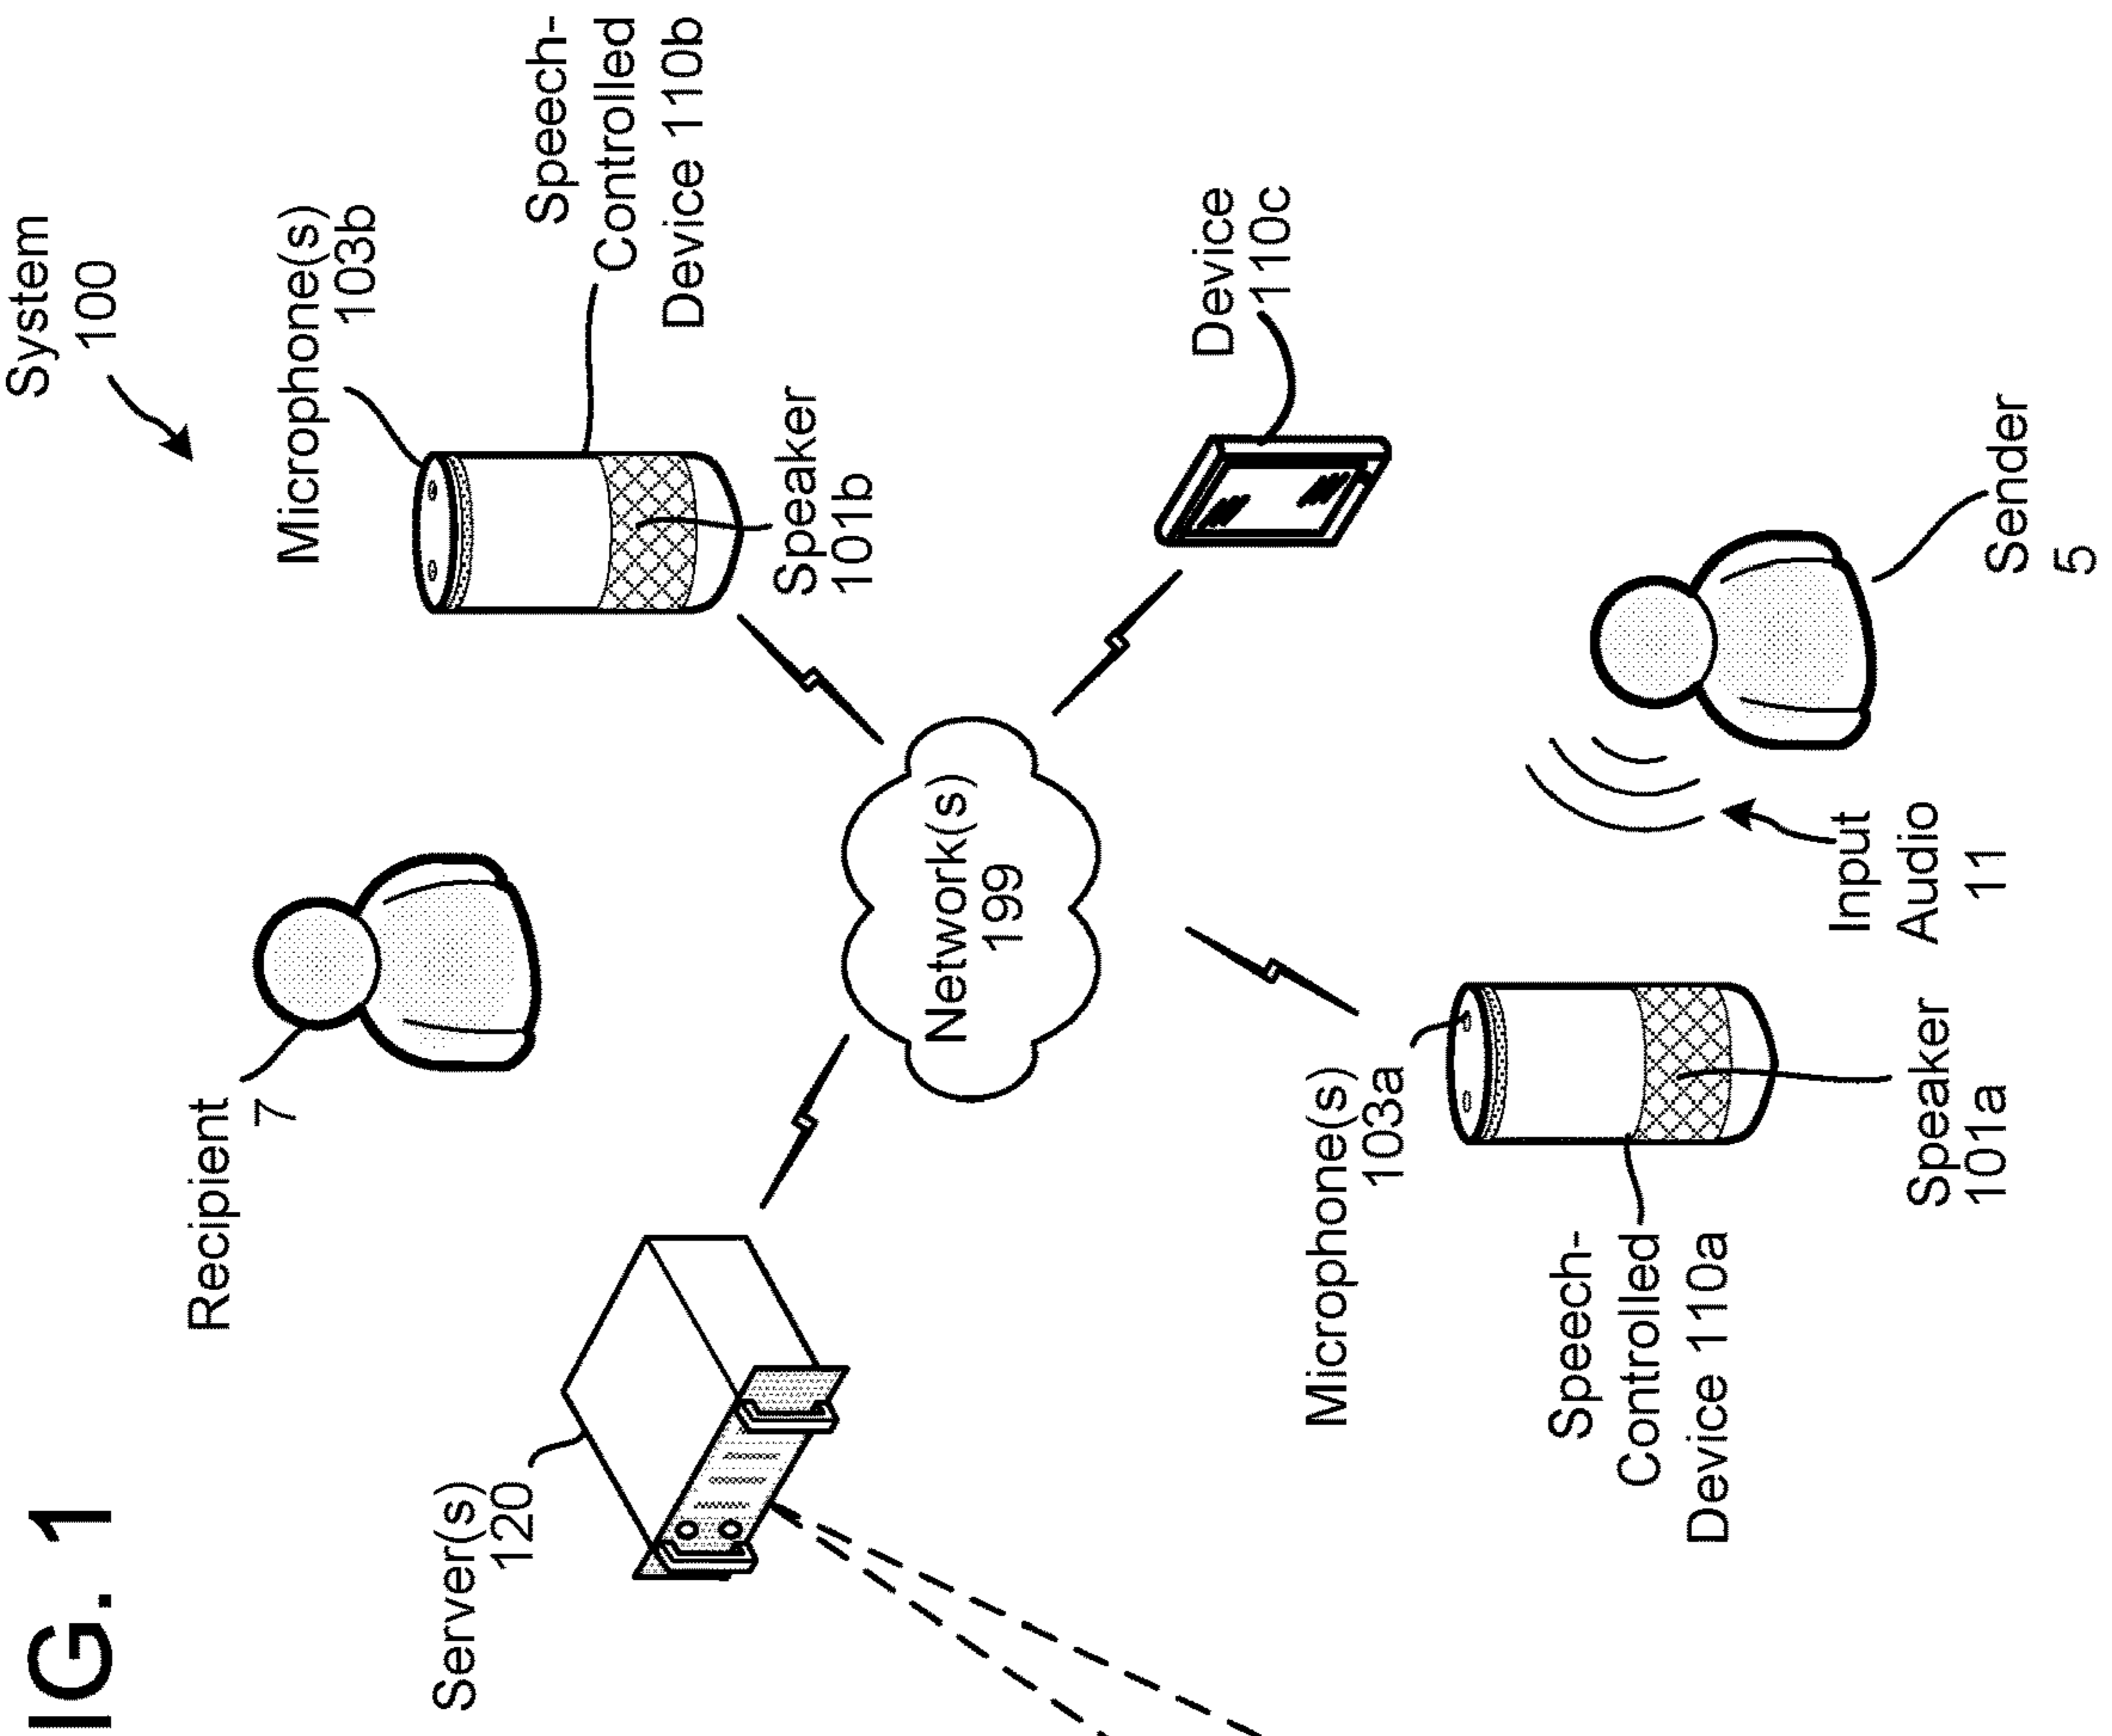 IG. 1
System
100
Recipient
7
Microphone(s)
103b
Speech-
Controlled
Device 110b
Speaker
101b
Server(s)
120
Network(s)
199
Device
110c
Microphone(s)
103a
Speech-
Controlled
Device 110a
Speaker
101a
Input
Audio
11
Sender
5